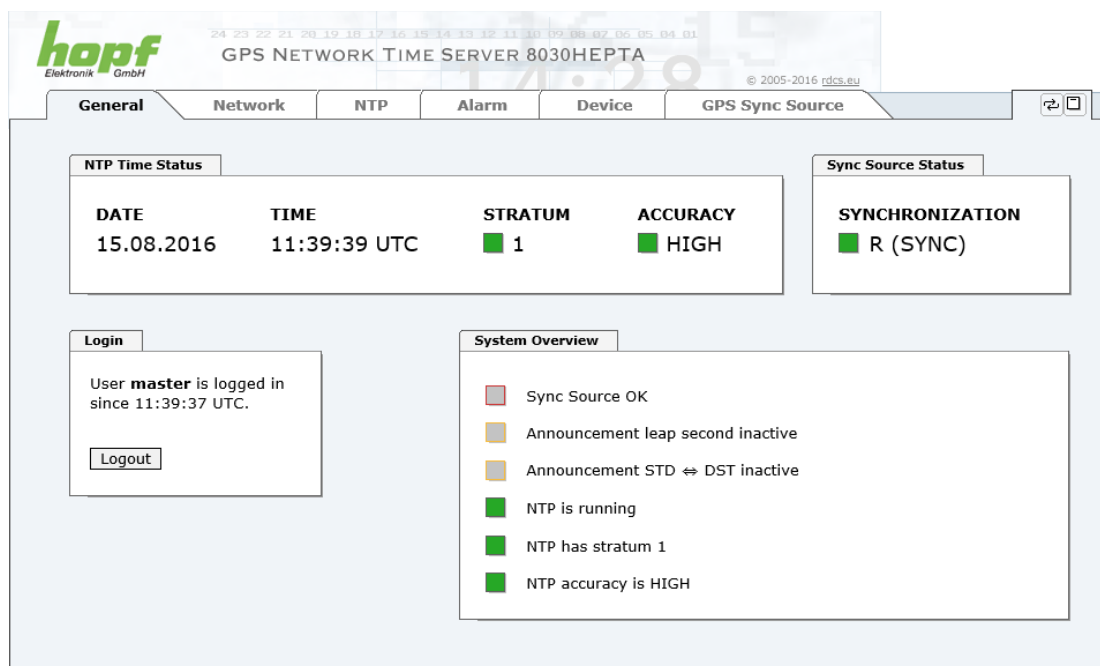 hopf
Elektronik GmbH
24 23 22 21 20 19 18 17 16 15 14 13 12 11 10 09 08 07 06 05 04 01
GPS NETWORK TIME SERVER 8030HEPTA
14:28
© 2005-2016 rdcs.eu
General Network NTP Alarm Device GPS Sync Source
NTP Time Status Sync Source Status
DATE TIME STRATUM ACCURACY SYNCHRONIZATION
15.08.2016 11:39:39 UTC 1 HIGH R (SYNC)
Login System Overview
User master is logged in
since 11:39:37 UTC.
Logout
Sync Source OK
Announcement leap second inactive
Announcement STD ⇔ DST inactive
NTP is running
NTP has stratum 1
NTP accuracy is HIGH